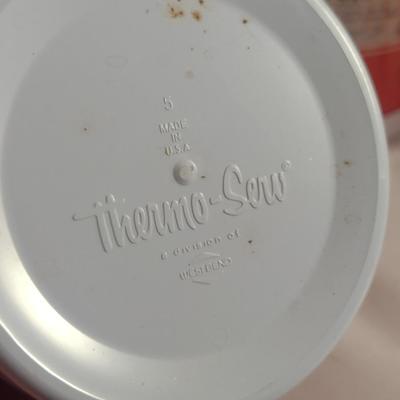 5
MADE
IN
U.S.A
Thermo-Serv®
a division of
WEST BEND